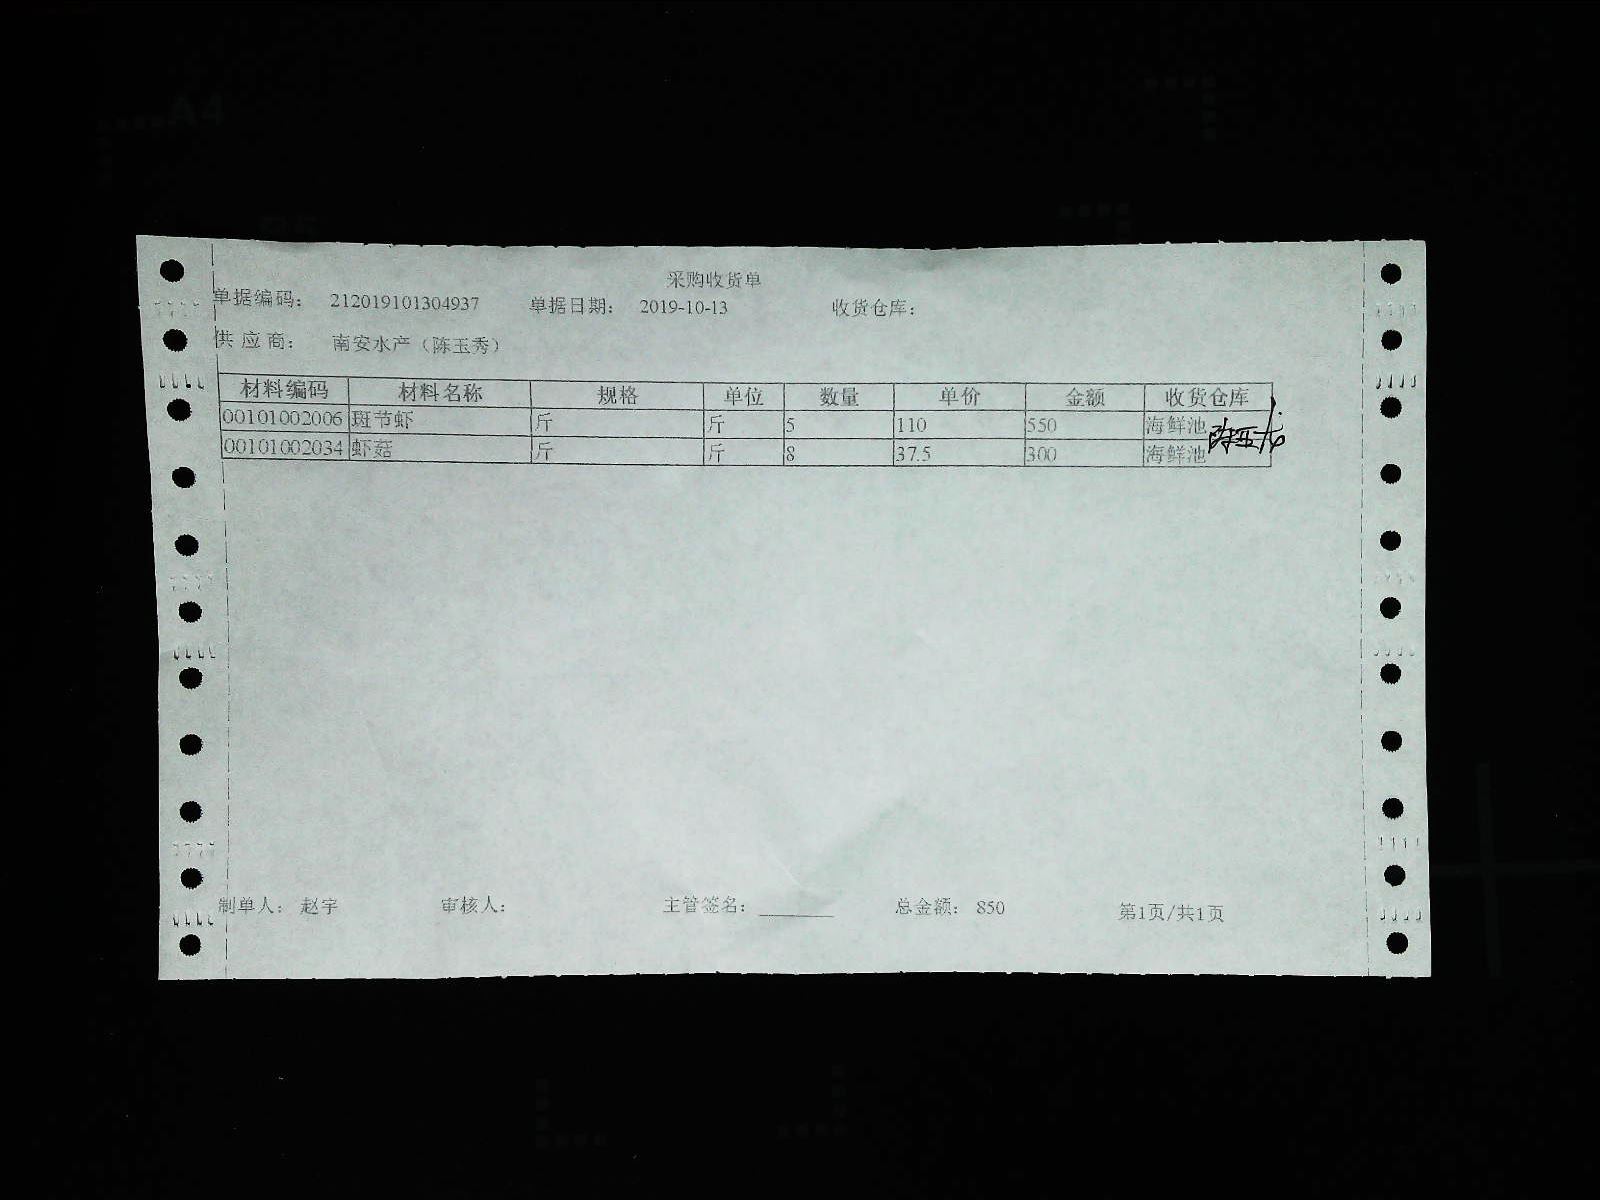 采购收货单
单据编码： 212019101304937 单据日期： 2019-10-13 收货仓库：
供 应 商： 南安水产（陈玉秀）
材料编码 材料名称 规格 单位 数量 单价 金额 收货仓库
00101002006 斑节虾 斤 斤 5 110 550 海鲜池
00101002034 虾菇 斤 斤 8 37.5 300 海鲜池
制单人： 赵宇 审核人： 主管签名： 总金额： 850 第1页/共1页